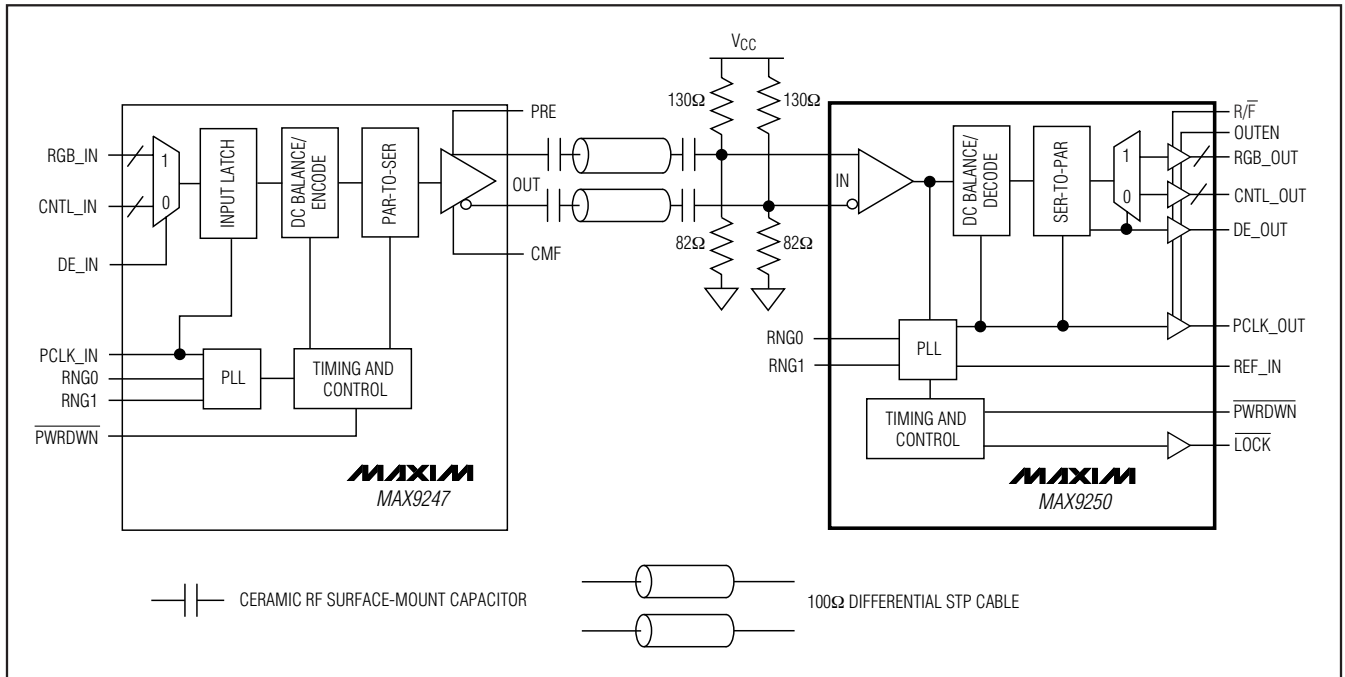 VCC
130Ω
130Ω
PRE
RGB_IN
1
CNTL_IN
0
DE_IN
INPUT LATCH
DC BALANCE/
ENCODE
PAR-TO-SER
OUT
CMF
82Ω
82Ω
PCLK_IN
RNG0
RNG1
PWRDWN
PLL
TIMING AND
CONTROL
MAXIM
MAX9247
IN
DC BALANCE/
DECODE
SER-TO-PAR
1
0
R/F
OUTEN
RGB_OUT
CNTL_OUT
DE_OUT
PCLK_OUT
RNG0
RNG1
PLL
REF_IN
TIMING AND
CONTROL
PWRDWN
LOCK
MAXIM
MAX9250
CERAMIC RF SURFACE-MOUNT CAPACITOR
100Ω DIFFERENTIAL STP CABLE